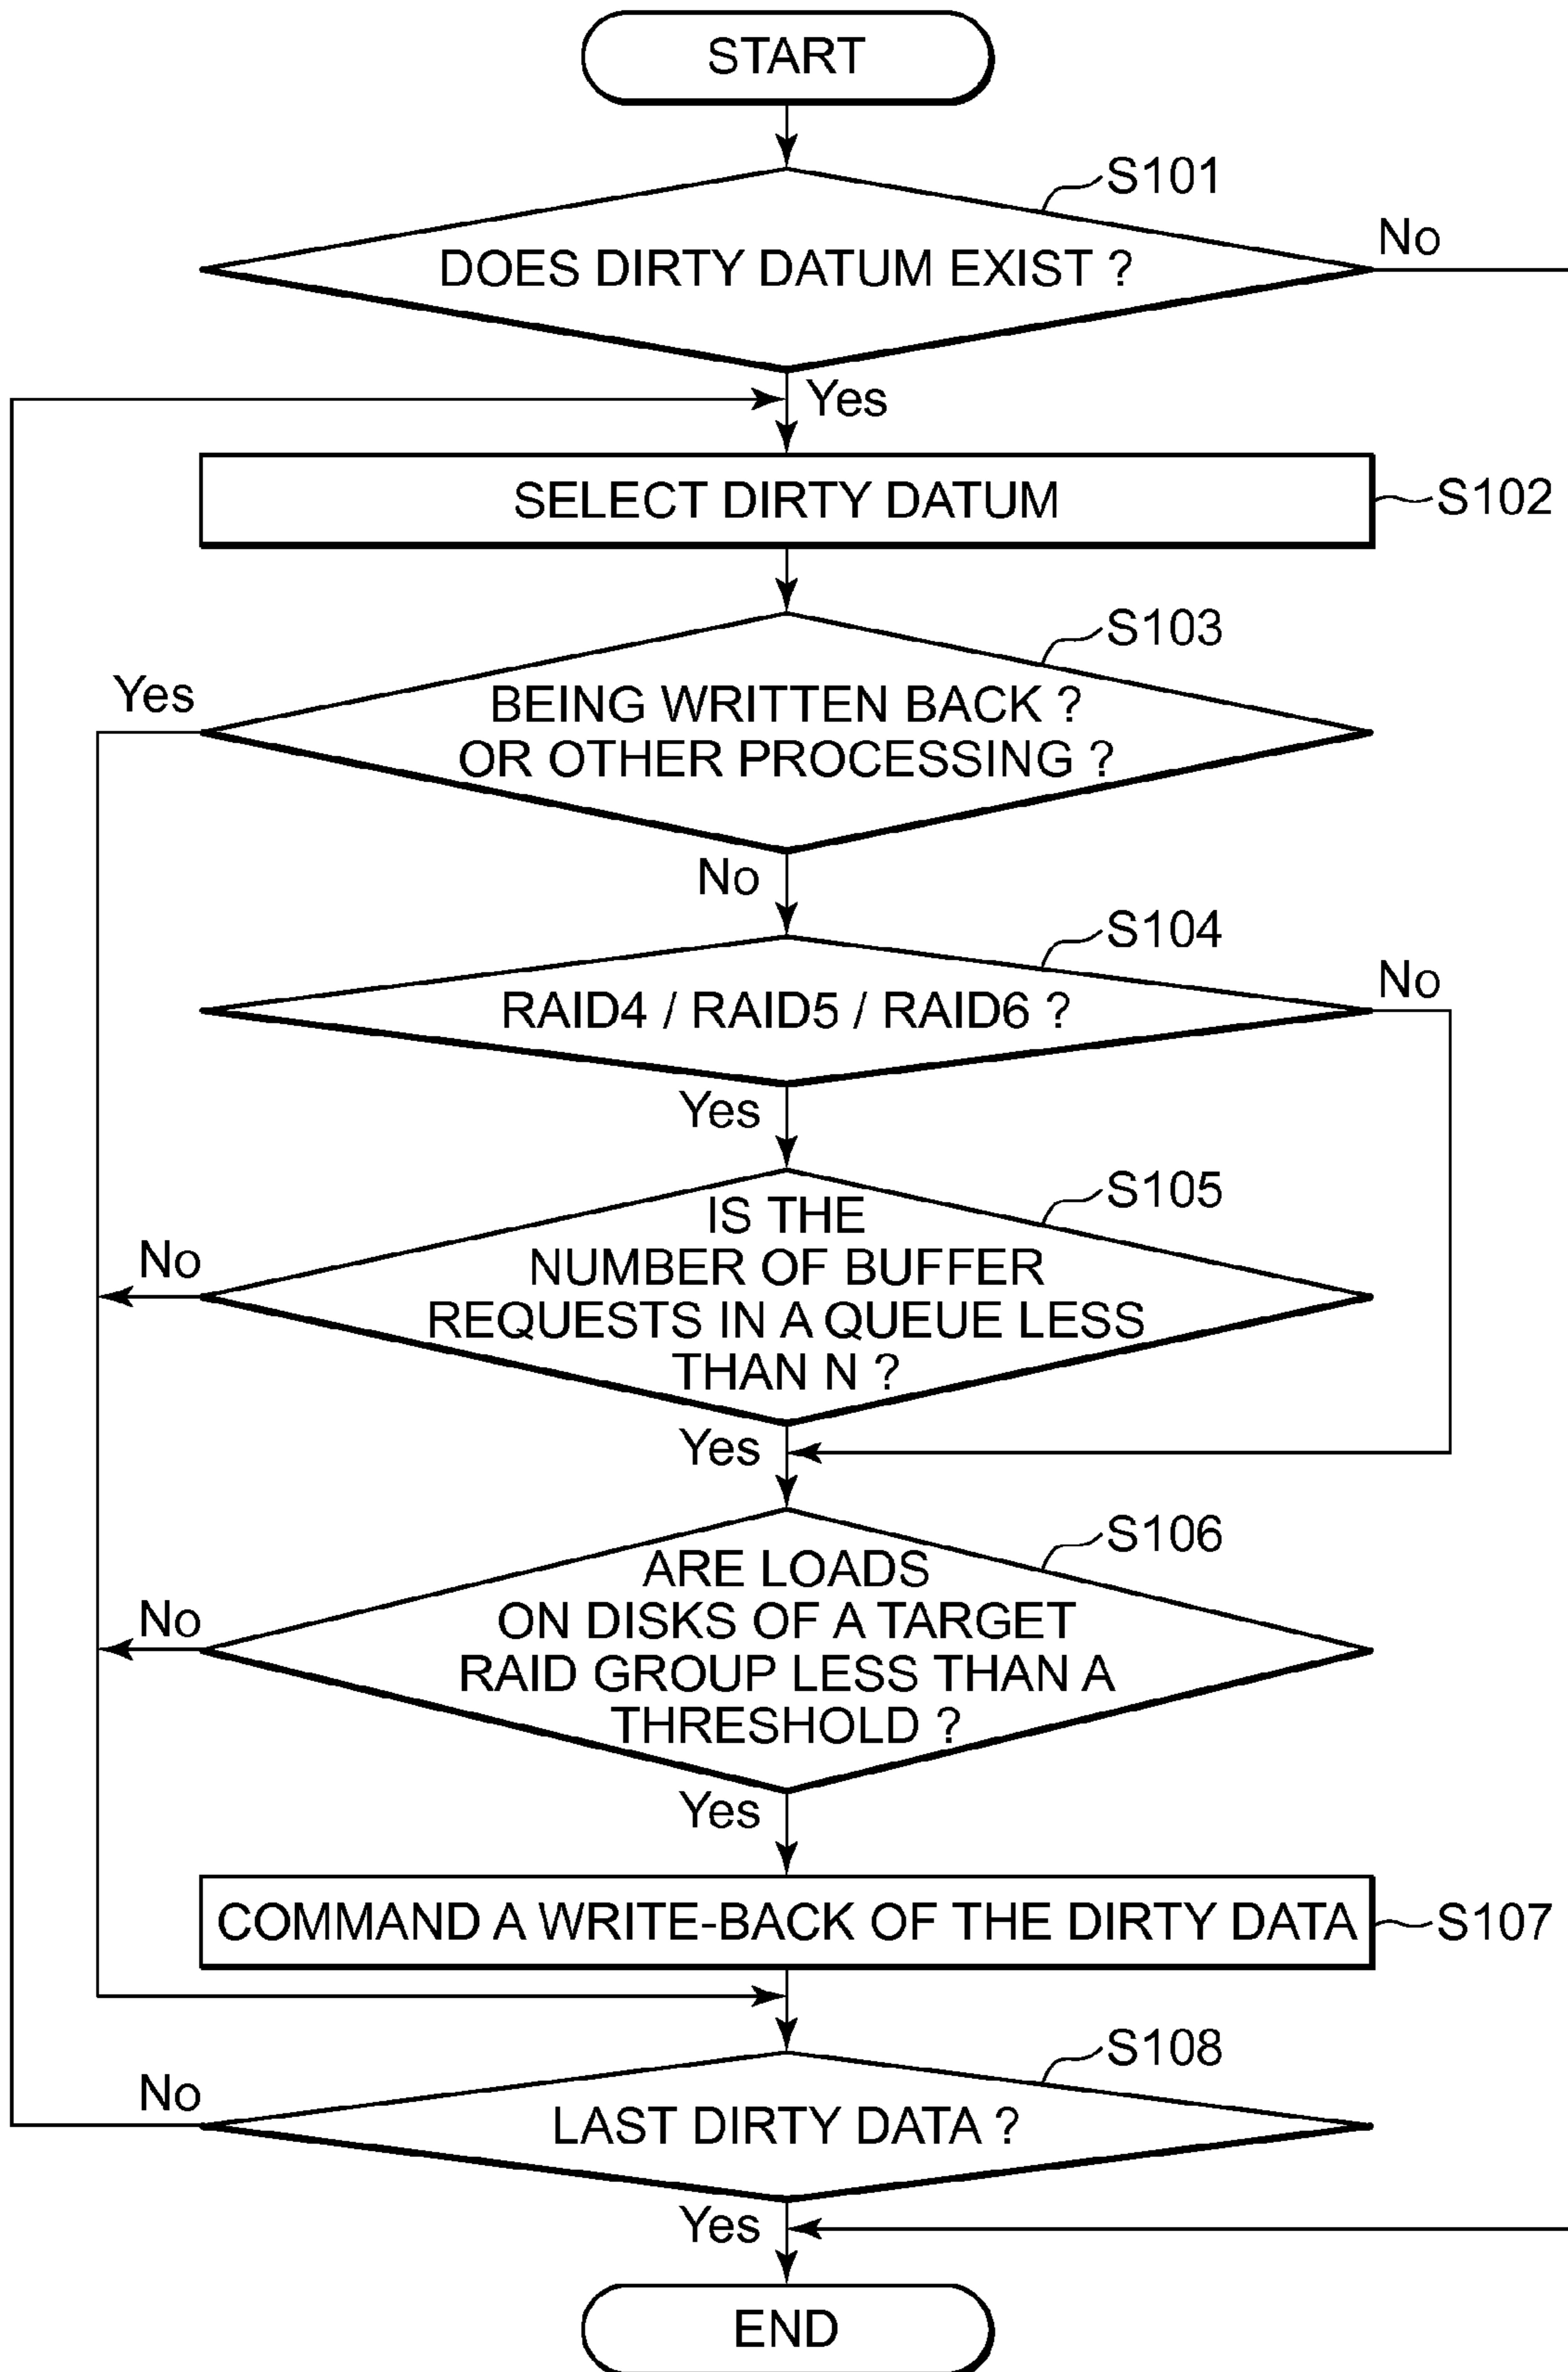 START
S101
No
DOES DIRTY DATUM EXIST ?
Yes
SELECT DIRTY DATUM
S102
S103
Yes
BEING WRITTEN BACK ?
OR OTHER PROCESSING ?
No
S104
No
RAID4 / RAID5 / RAID6 ?
Yes
S105
IS THE
No
NUMBER OF BUFFER
REQUESTS IN A QUEUE LESS
THAN N ?
Yes
S106
ARE LOADS
No
ON DISKS OF A TARGET
RAID GROUP LESS THAN A
THRESHOLD ?
Yes
COMMAND A WRITE-BACK OF THE DIRTY DATA
S107
S108
No
LAST DIRTY DATA ?
Yes
END